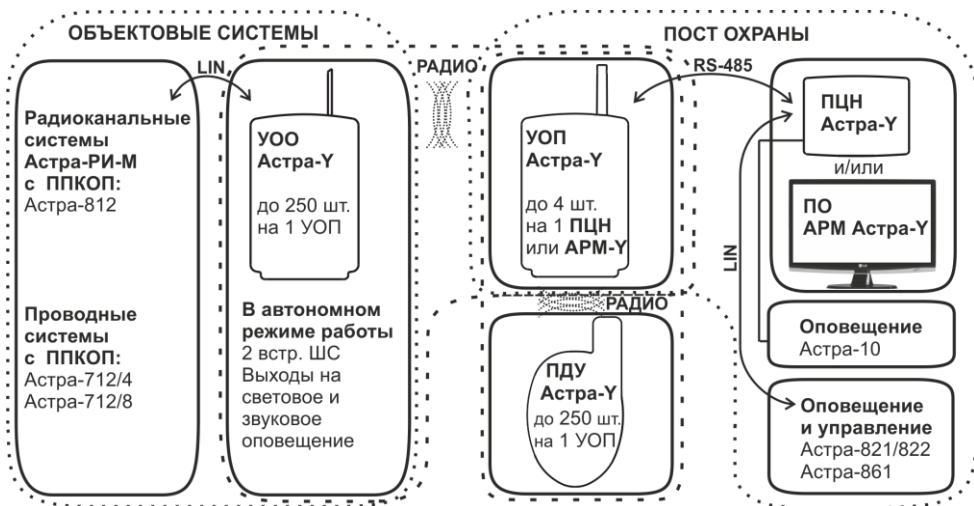 ОБЪЕКТОВЫЕ СИСТЕМЫ
ПОСТ ОХРАНЫ
LIN
РАДИО
RS-485
Радиоканальные
системы
Астра-РИ-М
с ППКОП:
Астра-812
Проводные
системы
с ППКОП:
Астра-712/4
Астра-712/8
УОО
Астра-Y
до 250 шт.
на 1 УОП
В автономном
режиме работы
2 встр. ШС
Выходы на
световое и
звуковое
оповещение
УОП
Астра-Y
до 4 шт.
на 1 ПЦН
или АРМ-Y
РАДИО
ПДУ
Астра-Y
до 250 шт.
на 1 УОП
ПЦН
Астра-Y
и/или
ПО
АРМ Астра-Y
LIN
Оповещение
Астра-10
Оповещение
и управление
Астра-821/822
Астра-861